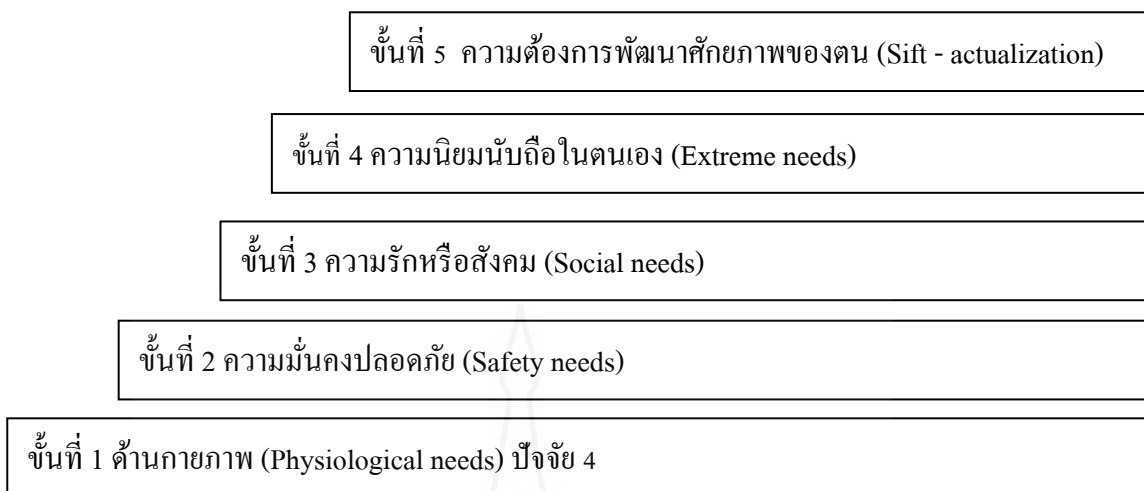 ขั้นที่ 5 ความต้องการพัฒนาศักยภาพของตน (Sift - actualization)
ขั้นที่ 4 ความนิยมนับถือในตนเอง (Extreme needs)
ขั้นที่ 3 ความรักหรือสังคม (Social needs)
ขั้นที่ 2 ความมั่นคงปลอดภัย (Safety needs)
ขั้นที่ 1 ด้านกายภาพ (Physiological needs) ปัจจัย 4